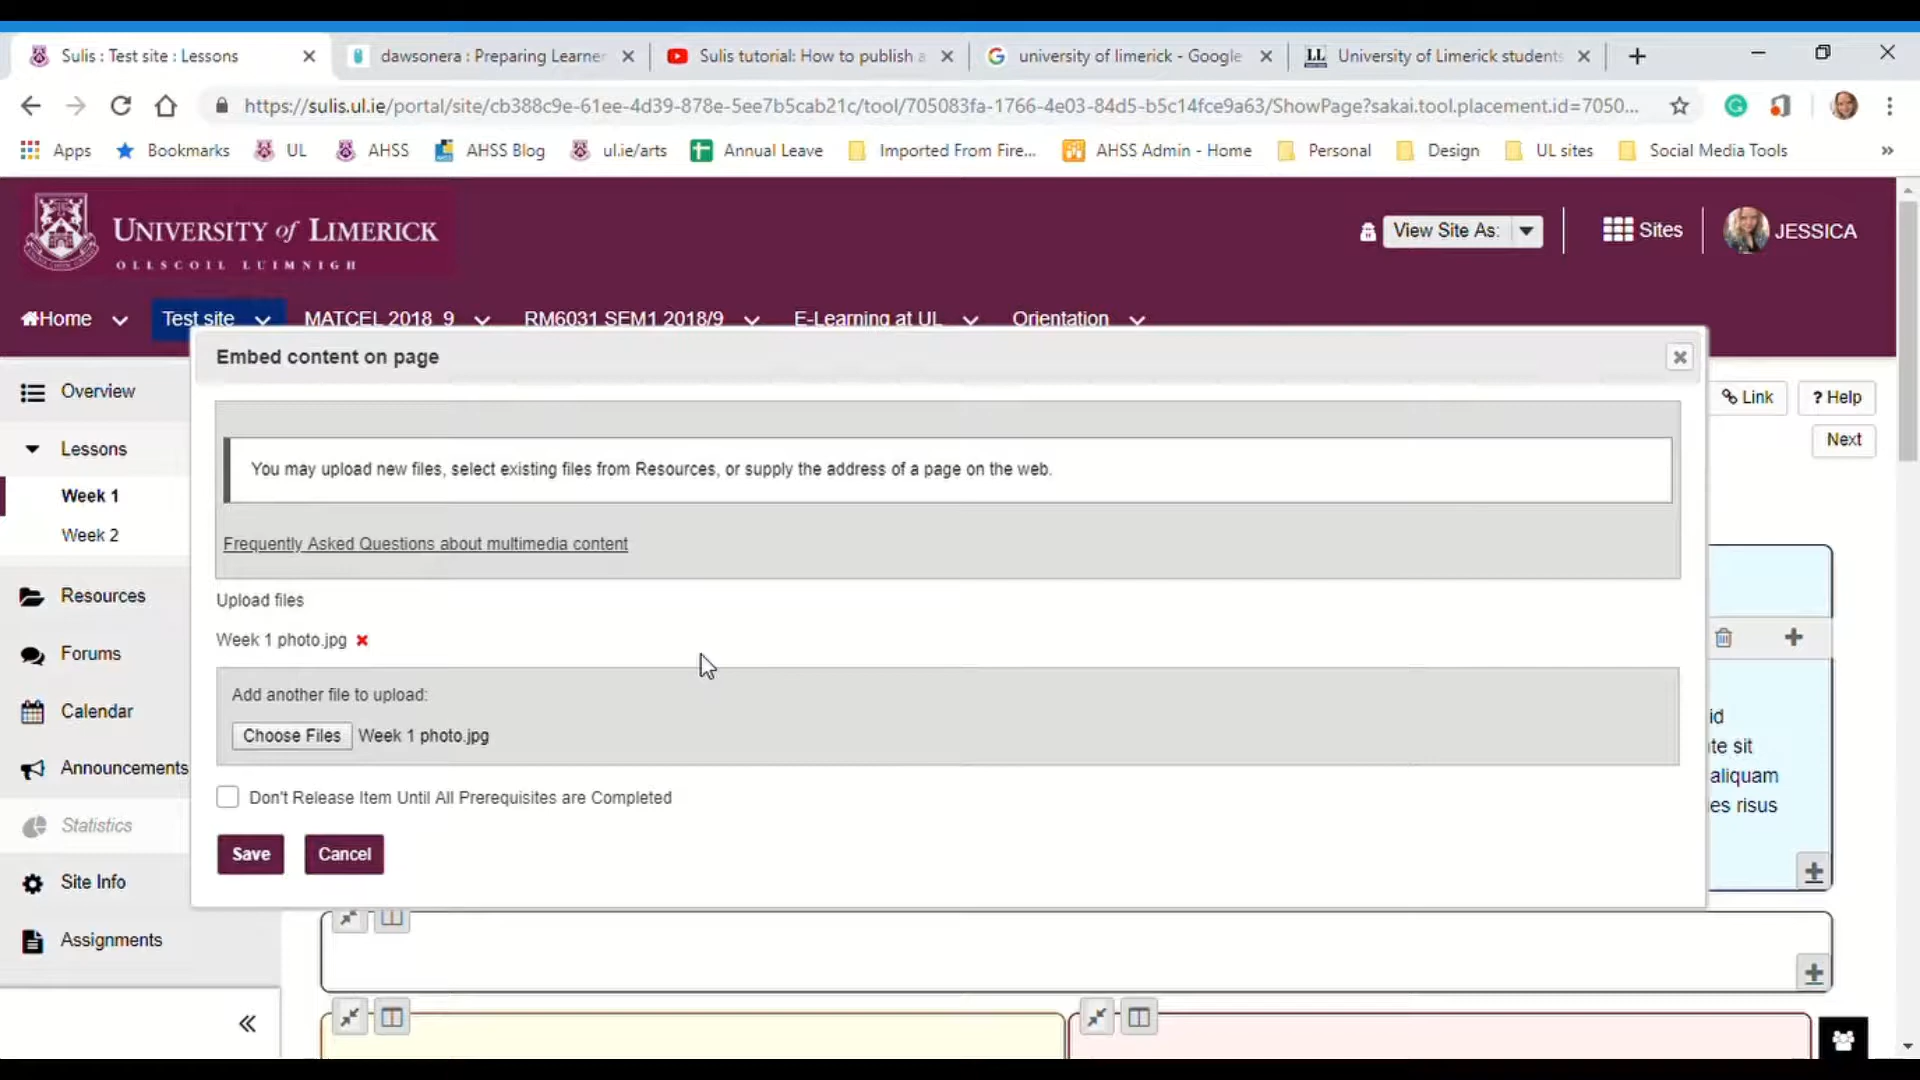 Sulis : Test site : Lessons
dawsonera : Preparing Learner
Sulis tutorial: How to publish a
university of limerick - Google
University of Limerick students
https://sulis.ul.ie/portal/site/cb388c9e-61ee-4d39-878e-5ee7b5cab21c/tool/705083fa-1766-4e03-84d5-b5c14fce9a63/ShowPage?sakai.tool.placement.id=7050...
Apps
Bookmarks
UL
AHSS
AHSS Blog
ul.ie/arts
Annual Leave
Imported From Fire...
AHSS Admin - Home
Personal
Design
UL sites
Social Media Tools
UNIVERSITY of LIMERICK
OLLSCOIL LUIMNIGH
View Site As:
Sites
JESSICA
Home
Test site
MATCEL 2018_9
RM6031 SEM1 2018/9
E-Learning at UL
Orientation
Embed content on page
Overview
Lessons
Week 1
Week 2
Resources
Forums
Calendar
Announcements
Statistics
Site Info
Assignments
Link
? Help
Next
You may upload new files, select existing files from Resources, or supply the address of a page on the web.
Frequently Asked Questions about multimedia content
Upload files
Week 1 photo.jpg
Add another file to upload:
Choose Files Week 1 photo.jpg
Don't Release Item Until All Prerequisites are Completed
Save
Cancel
id
te sit
aliquam
es risus